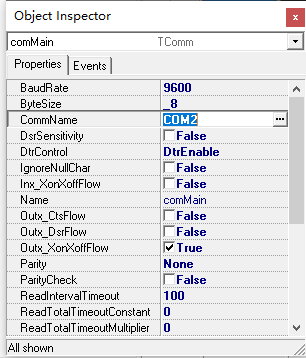 Object Inspector
comMain TComm
Properties Events
BaudRate 9600
ByteSize _8
CommName COM2
DsrSensitivity False
DtrControl DtrEnable
IgnoreNullChar False
Inx_XonXoffFlow False
Name comMain
Outx_CtsFlow False
Outx_DsrFlow False
Outx_XonXoffFlow True
Parity None
ParityCheck False
ReadIntervalTimeout 100
ReadTotalTimeoutConstant 0
ReadTotalTimeoutMultiplier 0
All shown